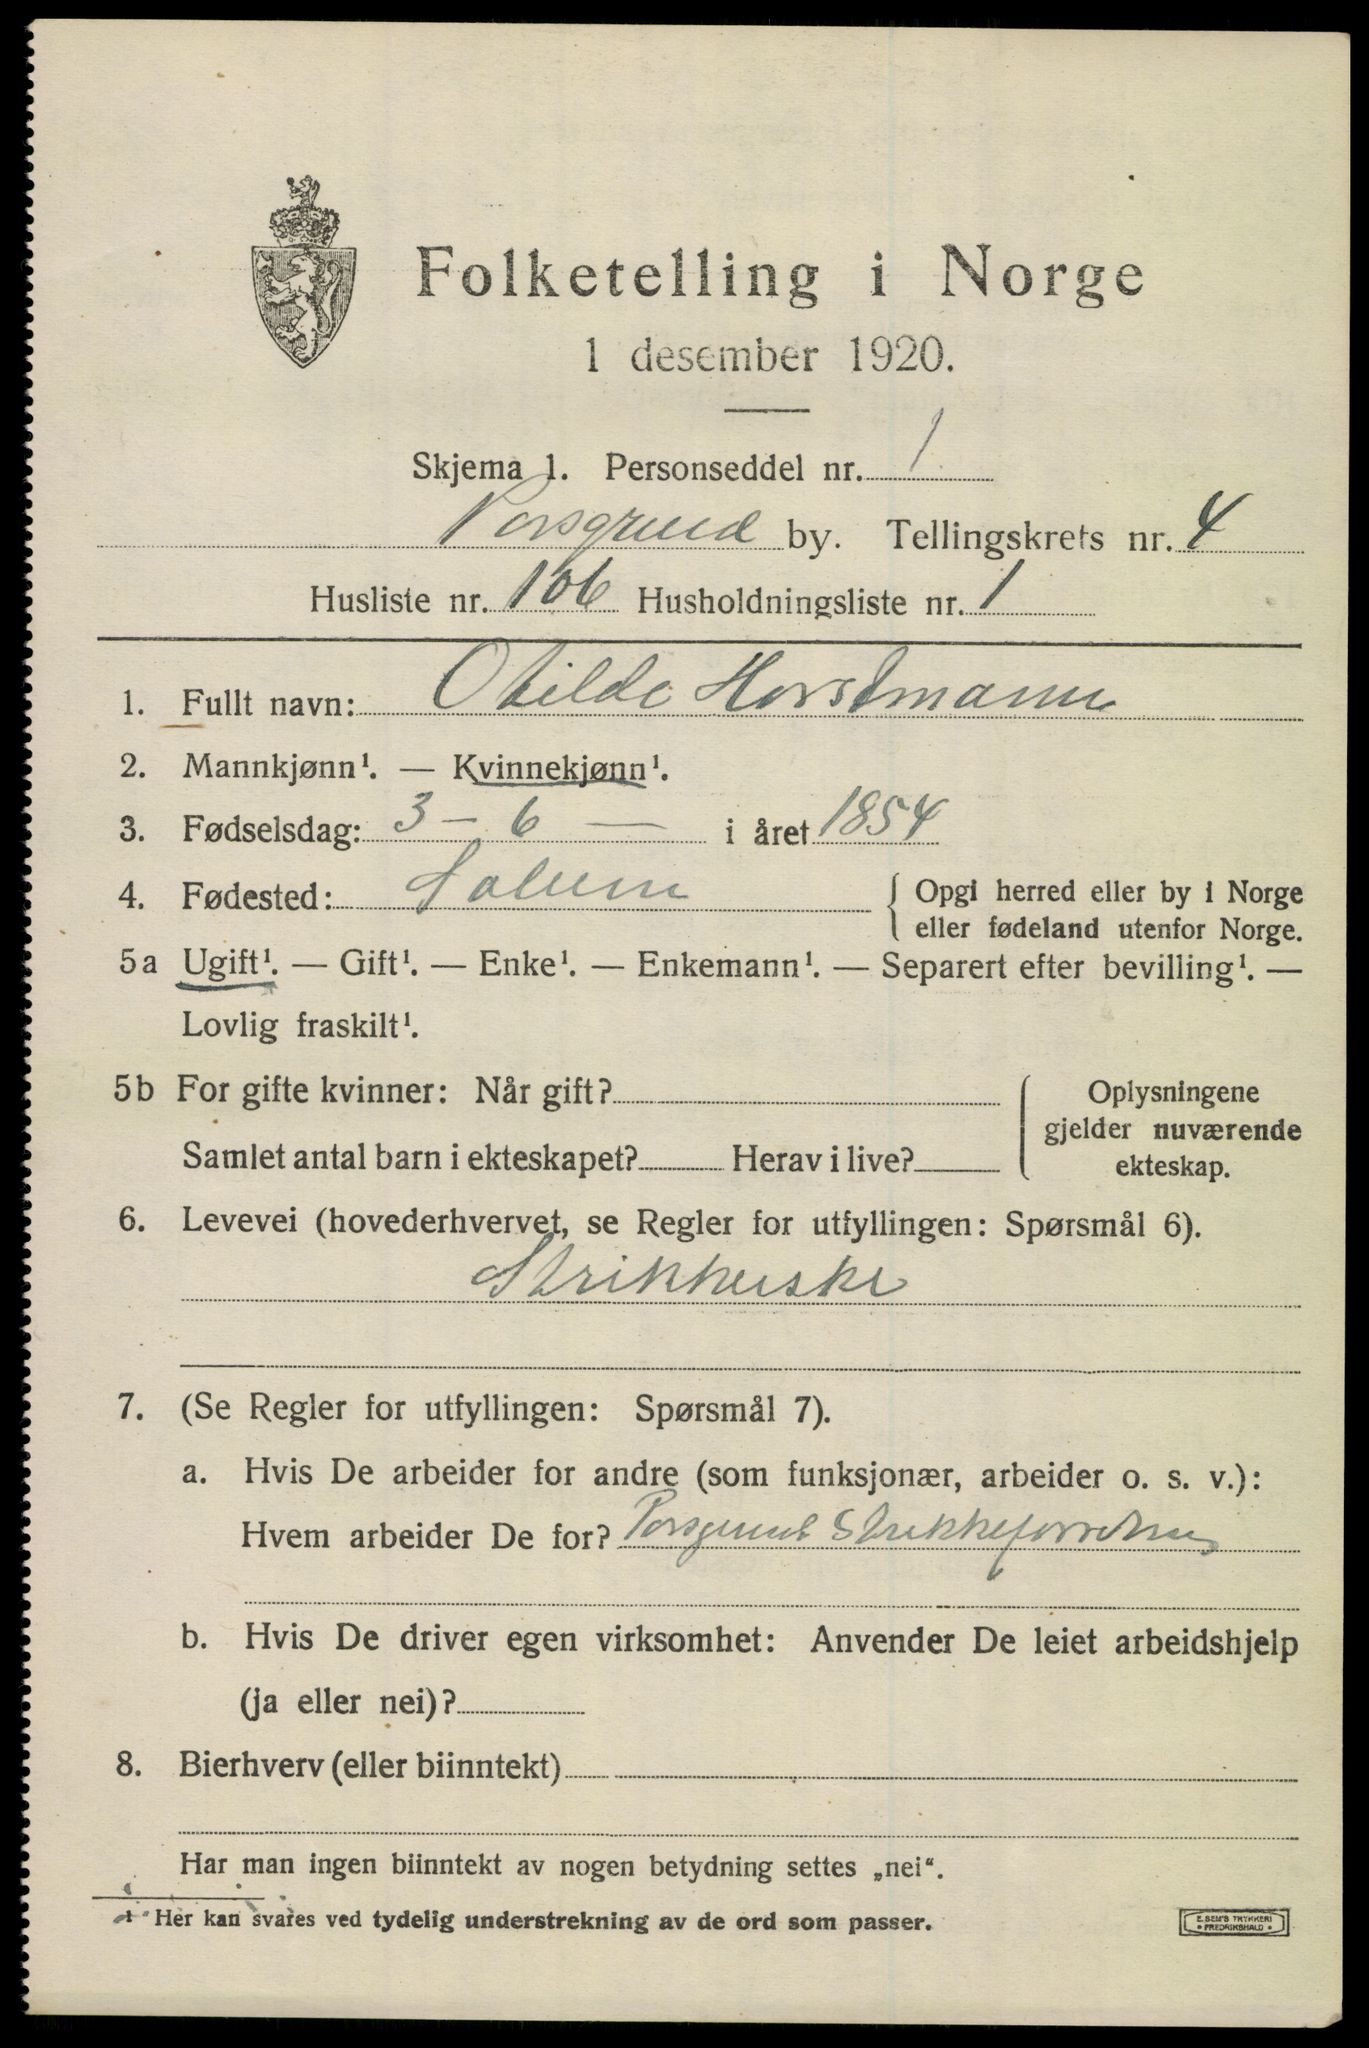 Folketelling i Norge
1 desember 1920.
Skjema 1. Personseddel nr. 1
Porsgrund by. Tellingskrets nr. 4
Husliste nr. 106 Husholdningsliste nr. 1
1. Fullt navn: Otilde Horstmann
2. Mannkjønn¹. — Kvinnekjønn¹.
3. Fødselsdag: 3 - 6 — i året 1854
4. Fødested: Solum { Opgi herred eller by i Norge
eller fødeland utenfor Norge.
5a Ugift¹. — Gift¹. — Enke¹. — Enkemann¹. — Separert efter bevilling¹. —
Lovlig fraskilt¹.
5b For gifte kvinner: Når gift? { Oplysningene
gjelder nuværende
Samlet antal barn i ekteskapet? Herav i live?
ekteskap.
6. Levevei (hovederhvervet, se Regler for utfyllingen: Spørsmål 6).
Strikkerske
7. (Se Regler for utfyllingen: Spørsmål 7).
a. Hvis De arbeider for andre (som funksjonær, arbeider o. s. v.):
Hvem arbeider De for? Porsgrund
b. Hvis De driver egen virksomhet: Anvender De leiet arbeidshjelp
(ja eller nei)?
8. Bierhverv (eller biinntekt)
Har man ingen biinntekt av nogen betydning settes „nei“.
¹ Her kan svares ved tydelig understrekning av de ord som passer.
E. SEM'S TRYKKERI
• FREDRIKSHALD •